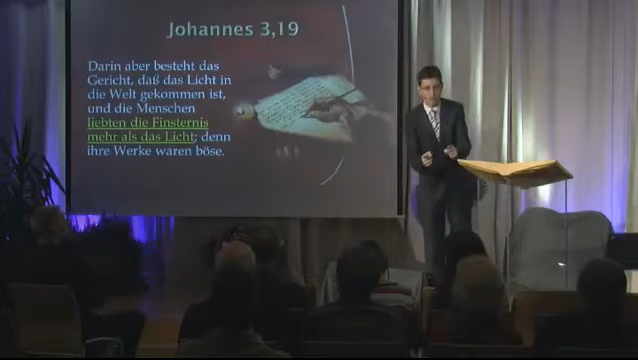 Johannes 3,19
Darin aber besteht das
Gericht, daß das Licht in
die Welt gekommen ist,
und die Menschen
liebten die Finsternis
mehr als das Licht; denn
ihre Werke waren böse.